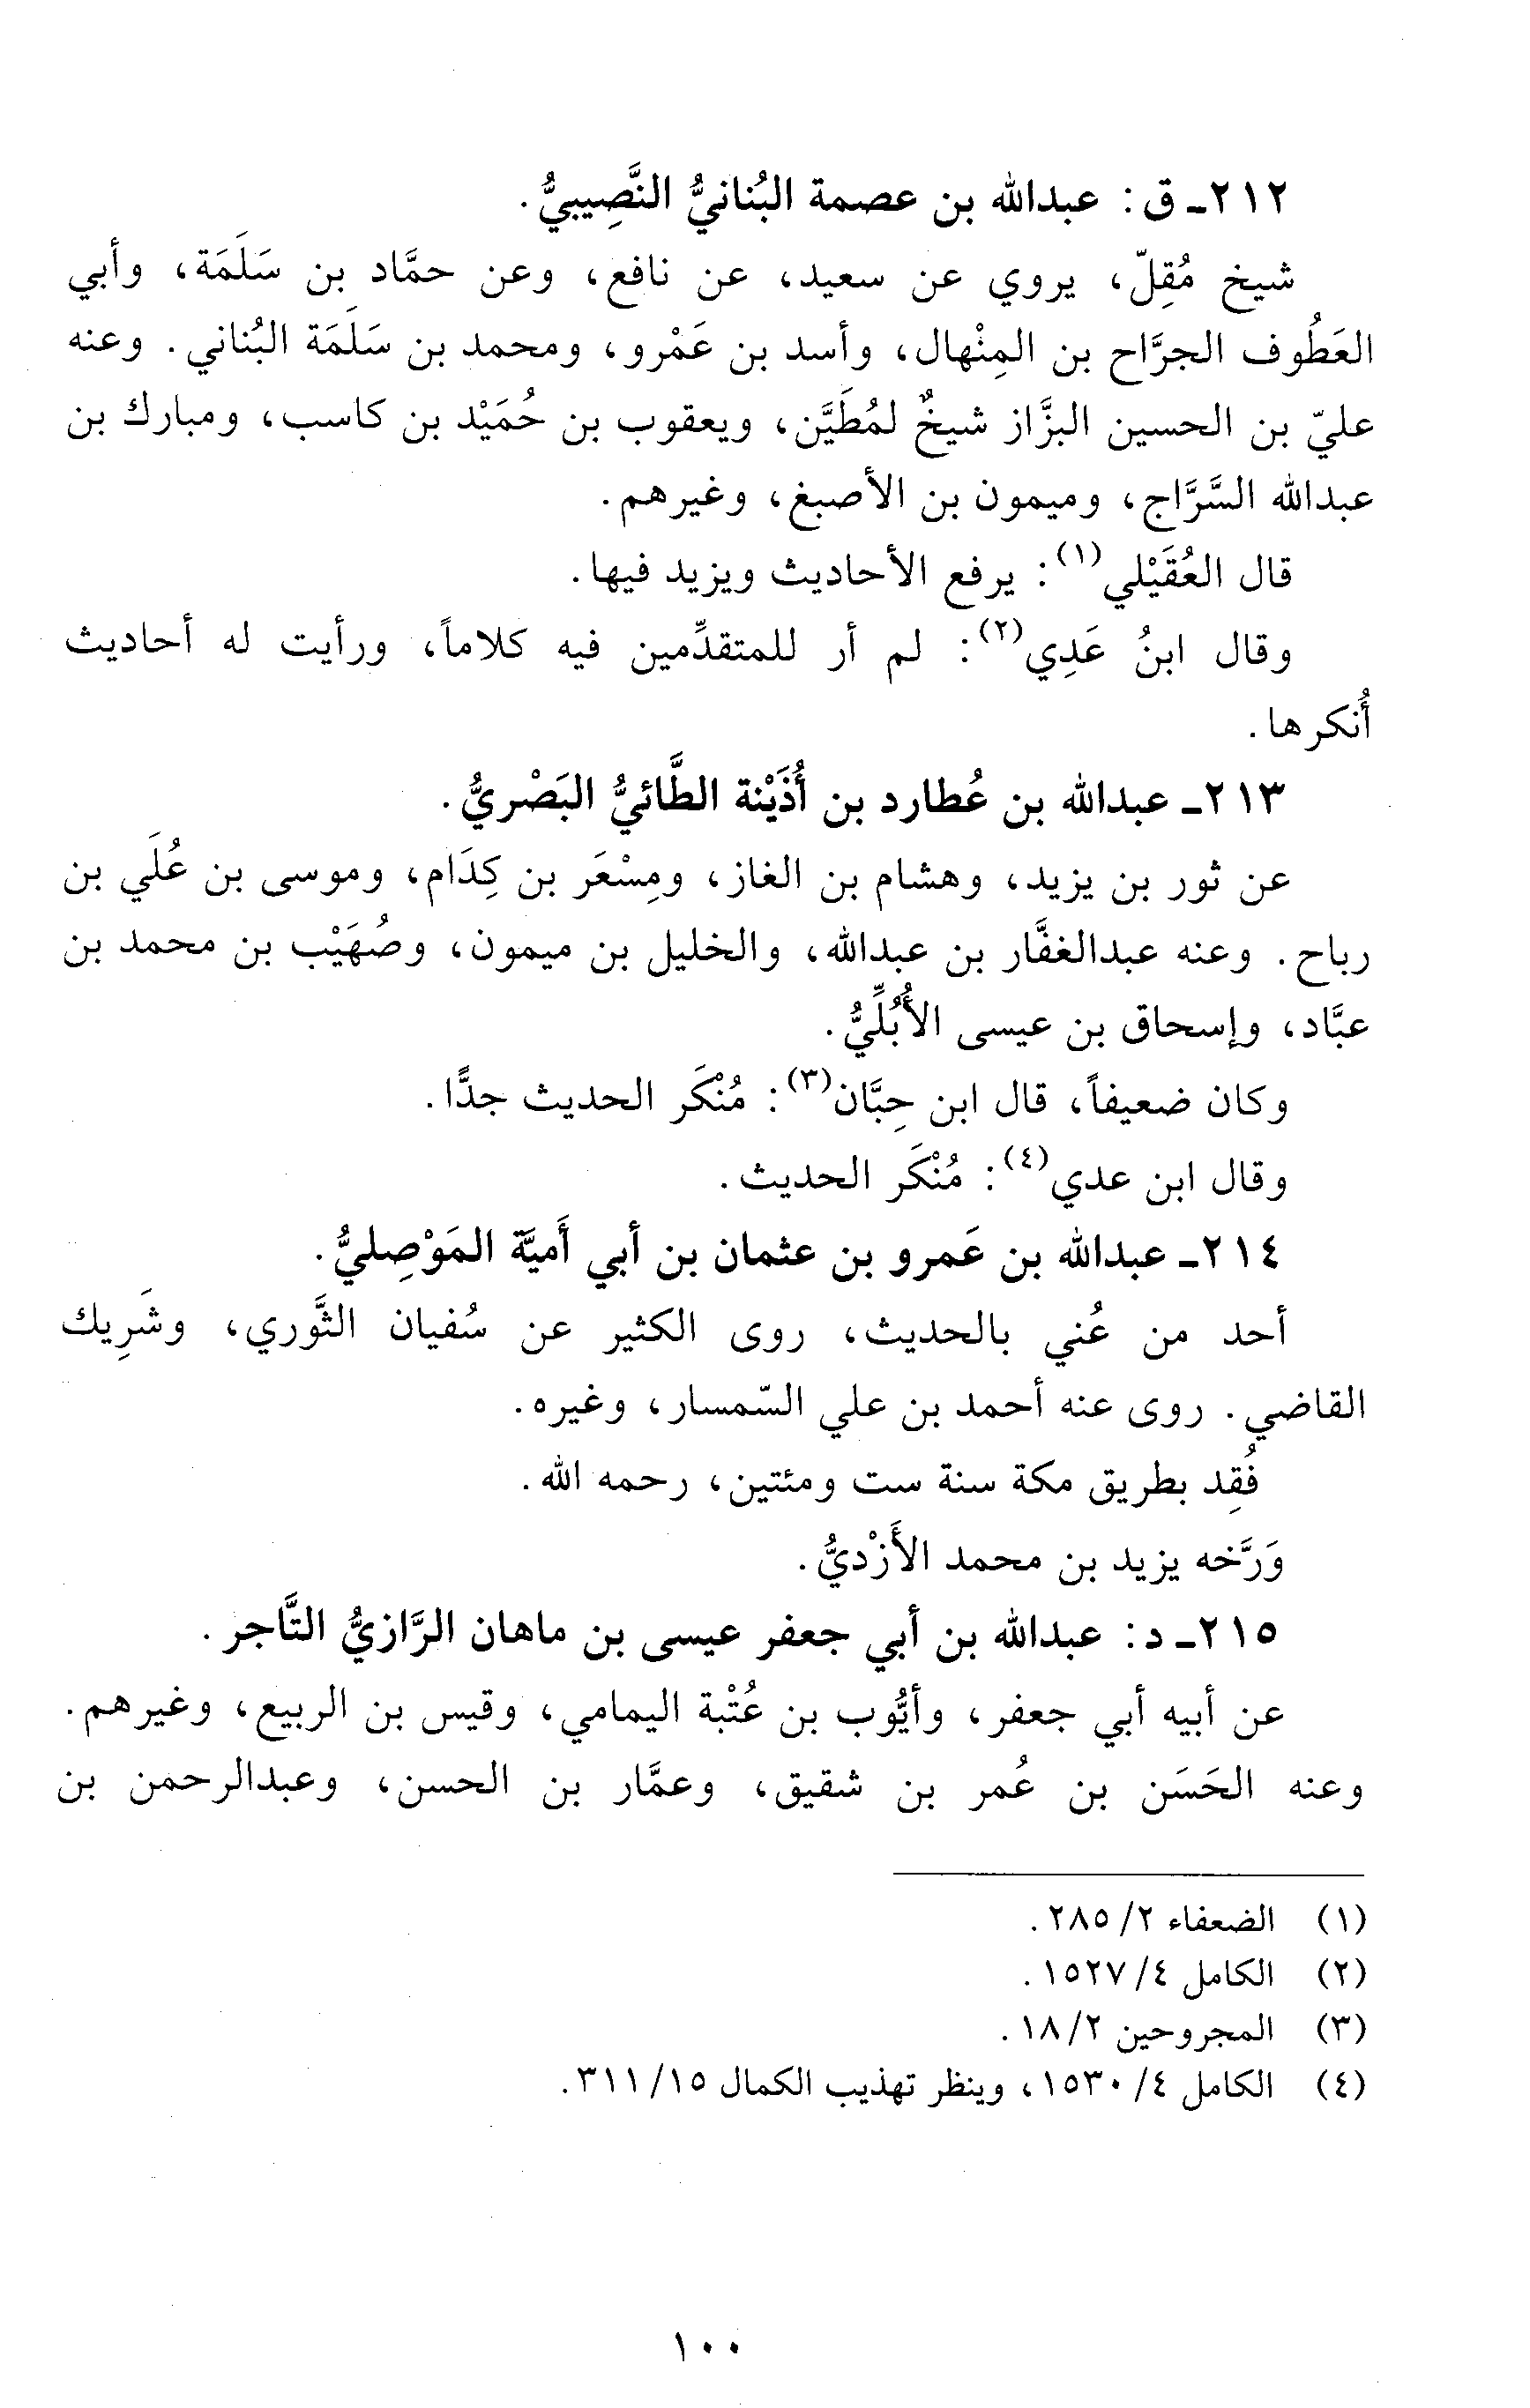 ٢١٢ـ ق: عبدالله بن عصمة البُنانيُّ النَّصِيبيُّ.
شيخ مُقِلّ، يروي عن سعيد، عن نافع، وعن حمَّاد بن سَلَمَة، وأبي
العَطُوف الجرَّاح بن المِنْهال، وأسد بن عَمْرو، ومحمد بن سَلَمَة البُناني. وعنه
عليّ بن الحسين البزَّاز شيخٌ لمُطَيَّن، ويعقوب بن حُمَيْد بن كاسب، ومبارك بن
عبدالله السَّرَّاج، وميمون بن الأصبغ، وغيرهم.
قال العُقَيْلي(١): يرفع الأحاديث ويزيد فيها.
وقال ابنُ عَدِي(٢): لم أر للمتقدِّمين فيه كلاماً، ورأيت له أحاديث
أُنكرها.
٢١٣ـ عبدالله بن عُطارد بن أُذَيْنة الطَّائيُّ البَصْريُّ.
عن ثور بن يزيد، وهشام بن الغاز، ومِسْعَر بن كِدَام، وموسى بن عُلَي بن
رباح. وعنه عبدالغفَّار بن عبدالله، والخليل بن ميمون، وصُهَيْب بن محمد بن
عبَّاد، وإسحاق بن عيسى الأُبُلِّيُّ.
وكان ضعيفاً، قال ابن حِبَّان(٣): مُنْكَر الحديث جدًّا.
وقال ابن عدي(٤): مُنْكَر الحديث.
٢١٤ـ عبدالله بن عَمرو بن عثمان بن أبي أَميَّة المَوْصِليُّ.
أحد من عُني بالحديث، روى الكثير عن سُفيان الثَّوري، وشَرِيك
القاضي. روى عنه أحمد بن علي السّمسار، وغيره.
فُقِد بطريق مكة سنة ست ومئتين، رحمه الله.
وَرَّخه يزيد بن محمد الأَزْديُّ.
٢١٥ـ د: عبدالله بن أبي جعفر عيسى بن ماهان الرَّازيُّ التَّاجر.
عن أبيه أبي جعفر، وأيُّوب بن عُتْبة اليمامي، وقيس بن الربيع، وغيرهم.
وعنه الحَسَن بن عُمر بن شقيق، وعمَّار بن الحسن، وعبدالرحمن بن
(١) الضعفاء ٢/ ٢٨٥.
(٢) الكامل ٤/ ١٥٢٧.
(٣) المجروحين ٢/ ١٨.
(٤) الكامل ٤/ ١٥٣٠، وينظر تهذيب الكمال ١٥/ ٣١١.
١٠٠